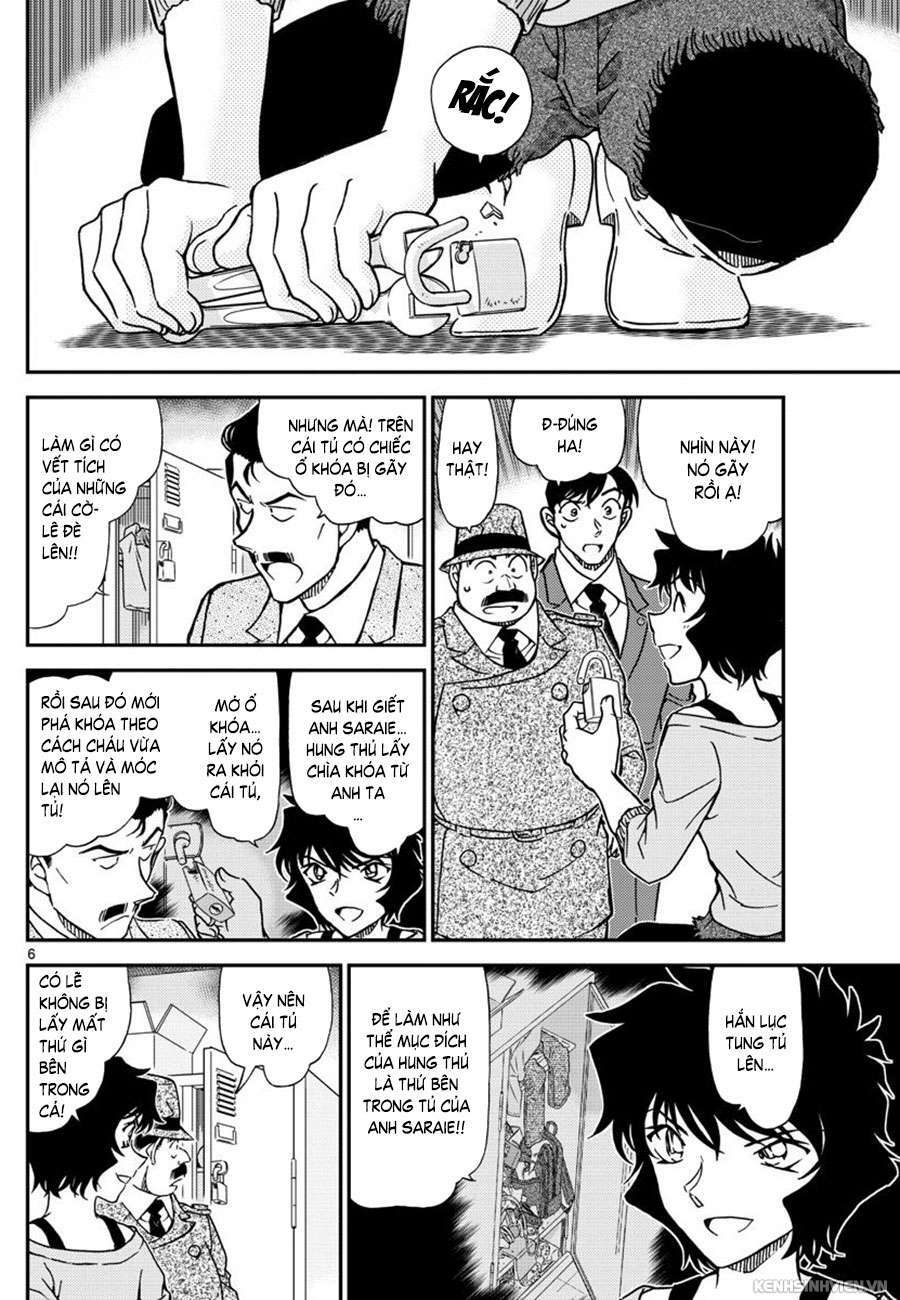 RẮC!
NHÌN NÀY!
NÓ GÃY
RỒI Ạ!
Đ-ĐÚNG
HA!
HAY
THẬT!
NHƯNG MÀ! TRÊN
CÁI TỦ CÓ CHIẾC
Ổ KHÓA BỊ GÃY
ĐÓ...
LÀM GÌ CÓ
VẾT TÍCH
CỦA NHỮNG
CÁI CỜ-
LÊ ĐÈ
LÊN!!
SAU KHI GIẾT
ANH SARAIE...
HUNG THỦ LẤY
CHÌA KHÓA TỪ
ANH TA
...
MỞ Ổ
KHÓA...
LẤY NÓ
RA KHỎI
CÁI TỦ,
RỒI SAU ĐÓ MỚI
PHÁ KHÓA THEO
CÁCH CHÁU VỪA
MÔ TẢ VÀ MÓC
LẠI NÓ LÊN
TỦ!
6
HẮN LỤC
TUNG TỦ
LÊN...
ĐỂ LÀM NHƯ
THỂ MỤC ĐÍCH
CỦA HUNG THỦ
LÀ THỨ BÊN
TRONG TỦ CỦA
ANH SARAIE!!
VẬY NÊN
CÁI TỦ
NÀY...
CÓ LẼ
KHÔNG BỊ
LẤY MẤT
THỨ GÌ
BÊN
TRONG
CẢ!
KENHSINHVIEN.VN